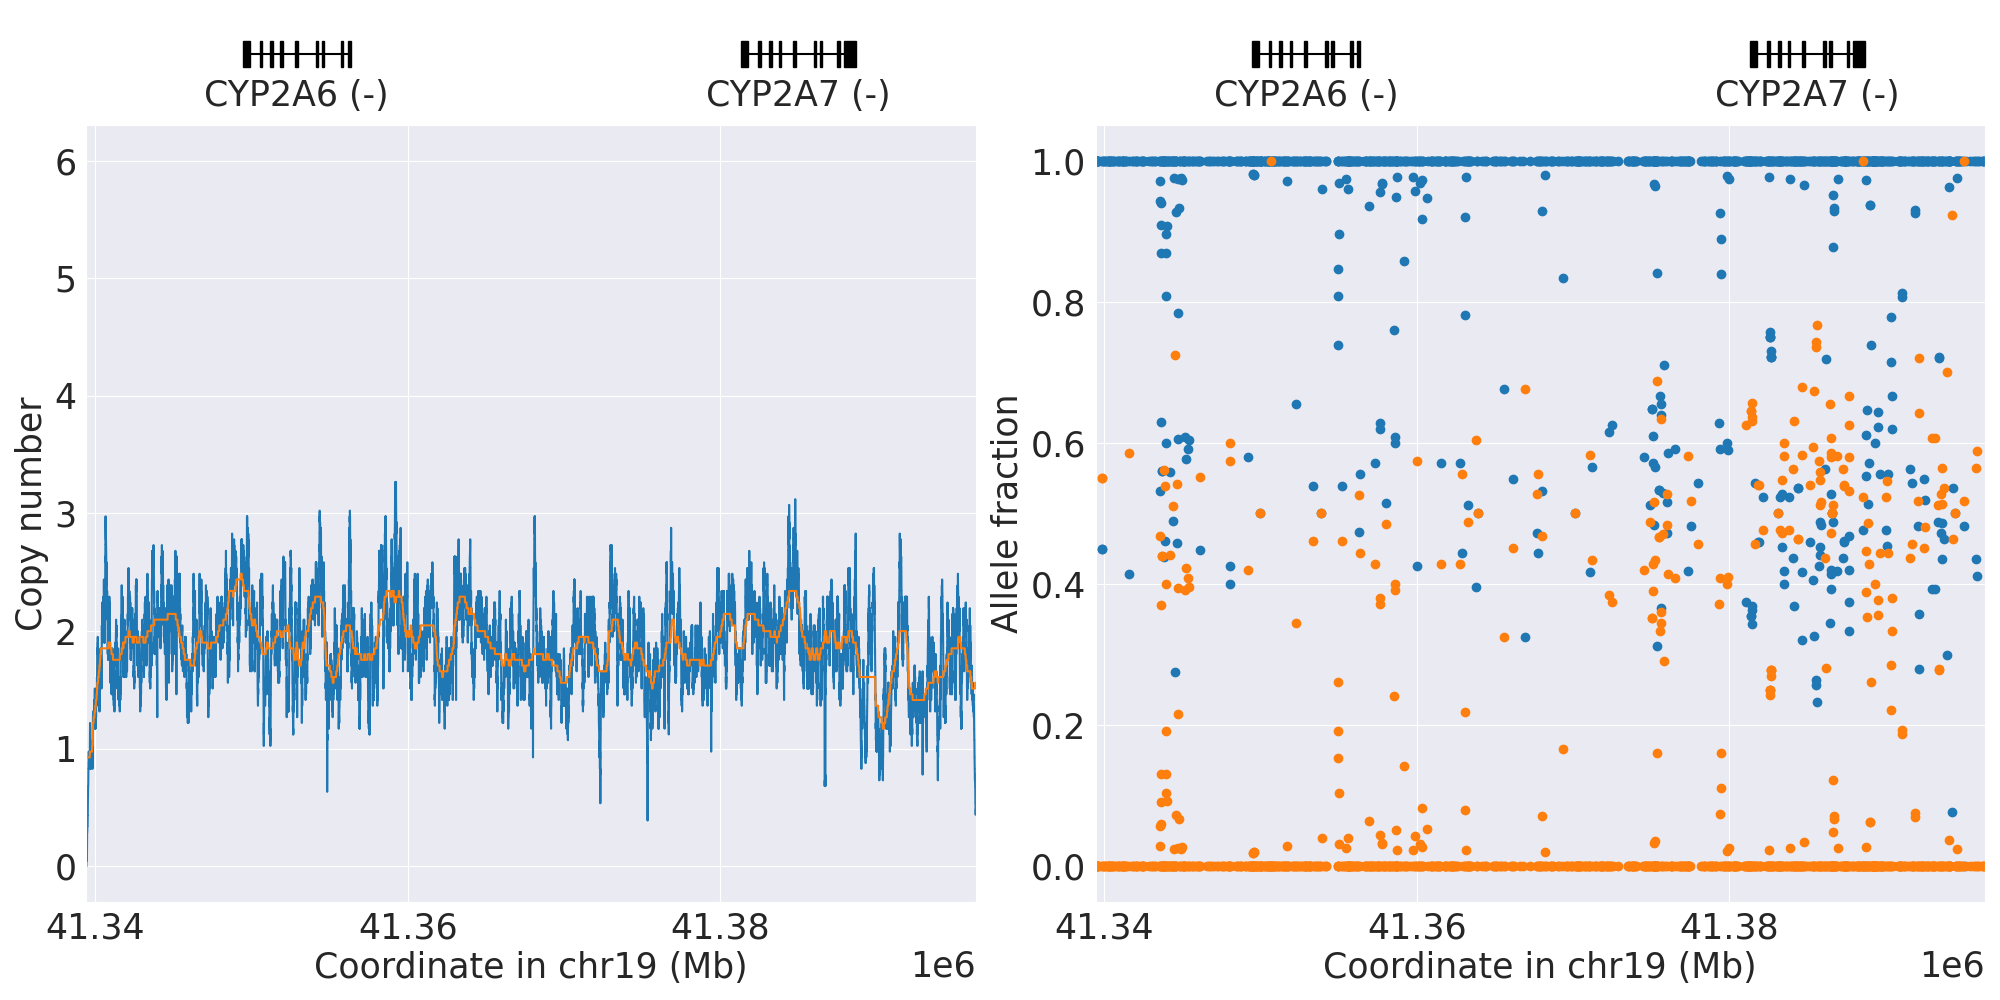 CYP2A6 (-)
CYP2A7 (-)
6
5
4
3
2
1
0
Copy number
41.34
41.36
41.38
Coordinate in chr19 (Mb)
1e6
CYP2A6 (-)
CYP2A7 (-)
1.0
0.8
0.6
0.4
0.2
0.0
Allele fraction
41.34
41.36
41.38
Coordinate in chr19 (Mb)
1e6